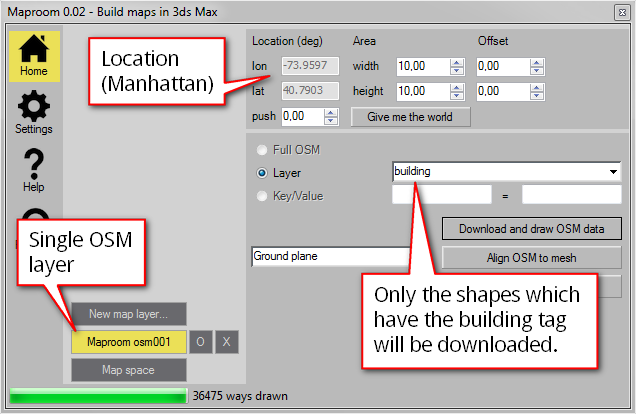 Maproom 0.02 - Build maps in 3ds Max
Home
Settings
Help
Location (deg)
Area
Offset
lon -73.9597
width 10,00
0,00
lat 40.7903
height 10,00
0,00
push 0,00
Give me the world
Location
(Manhattan)
Full OSM
Layer
building
Key/Value
=
Download and draw OSM data
Ground plane
Align OSM to mesh
Only the shapes which
have the building tag
will be downloaded.
Single OSM
layer
New map layer...
Maproom osm001
O
X
Map space
36475 ways drawn